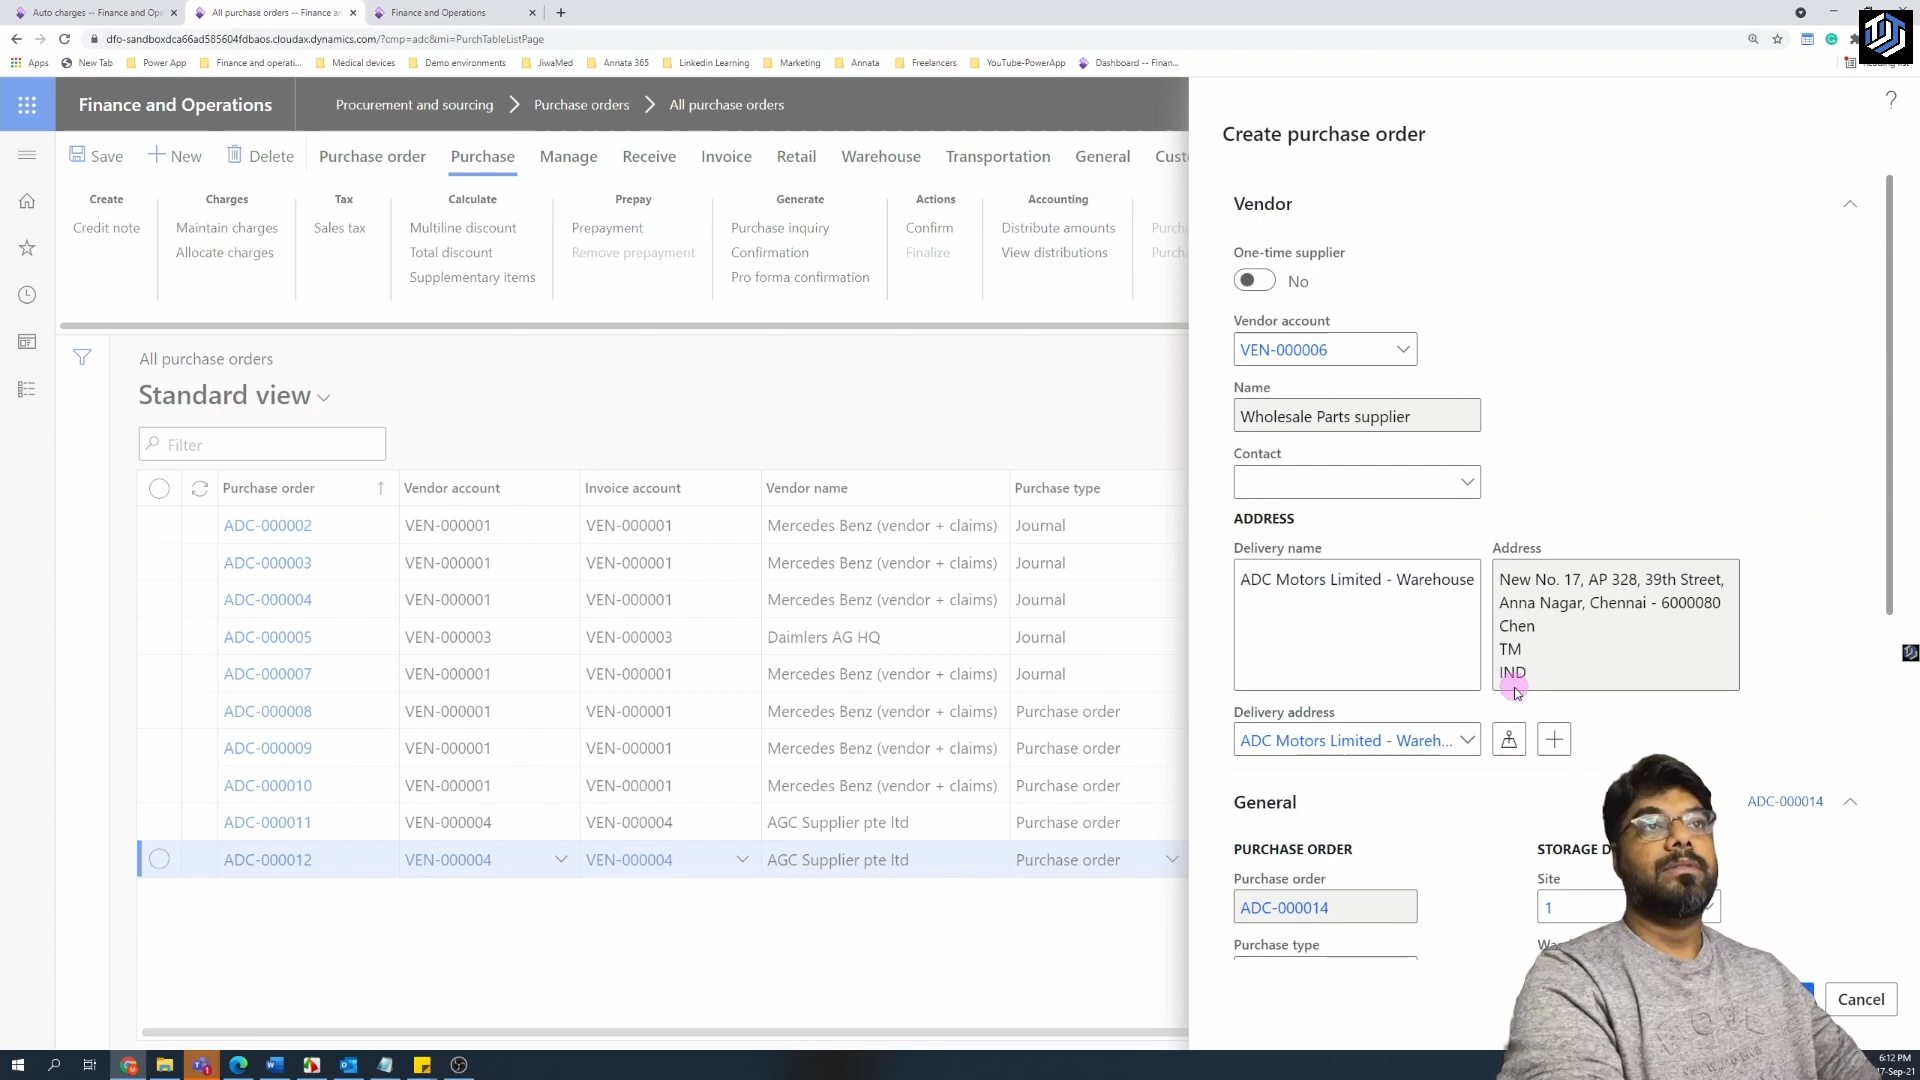 Auto charges -- Finance and Ope
All purchase orders -- Finance an
Finance and Operations
dfo-sandboxdca66ad585604fdbaos.cloudax.dynamics.com/?cmp=adc&mi=PurchTableListPage
Apps
New Tab
Power App
Finance and operati...
Medical devices
Demo environments
JiwaMed
Annata 365
Linkedin Learning
Marketing
Annata
Freelancers
YouTube-PowerApp
Dashboard -- Finan...
Finance and Operations
Procurement and sourcing
Purchase orders
All purchase orders
?
Save
New
Delete
Purchase order
Purchase
Manage
Receive
Invoice
Retail
Warehouse
Transportation
General
Cust
Create
Credit note
Charges
Maintain charges
Allocate charges
Tax
Sales tax
Calculate
Multiline discount
Total discount
Supplementary items
Prepay
Prepayment
Remove prepayment
Generate
Purchase inquiry
Confirmation
Pro forma confirmation
Actions
Confirm
Finalize
Accounting
Distribute amounts
View distributions
Purcha
Purcha
All purchase orders
Standard view
Filter
Purchase order Vendor account Invoice account Vendor name Purchase type
ADC-000002 VEN-000001 VEN-000001 Mercedes Benz (vendor + claims) Journal
ADC-000003 VEN-000001 VEN-000001 Mercedes Benz (vendor + claims) Journal
ADC-000004 VEN-000001 VEN-000001 Mercedes Benz (vendor + claims) Journal
ADC-000005 VEN-000003 VEN-000003 Daimlers AG HQ Journal
ADC-000007 VEN-000001 VEN-000001 Mercedes Benz (vendor + claims) Journal
ADC-000008 VEN-000001 VEN-000001 Mercedes Benz (vendor + claims) Purchase order
ADC-000009 VEN-000001 VEN-000001 Mercedes Benz (vendor + claims) Purchase order
ADC-000010 VEN-000001 VEN-000001 Mercedes Benz (vendor + claims) Purchase order
ADC-000011 VEN-000004 VEN-000004 AGC Supplier pte ltd Purchase order
ADC-000012 VEN-000004 VEN-000004 AGC Supplier pte ltd Purchase order
Create purchase order
Vendor
One-time supplier
No
Vendor account
VEN-000006
Name
Wholesale Parts supplier
Contact
ADDRESS
Delivery name
ADC Motors Limited - Warehouse
Address
New No. 17, AP 328, 39th Street,
Anna Nagar, Chennai - 6000080
Chen
TM
IND
Delivery address
ADC Motors Limited - Wareh...
General
ADC-000014
PURCHASE ORDER
Purchase order
ADC-000014
Purchase type
STORAGE D
Site
1
Cancel
6:12 PM
17-Sep-21